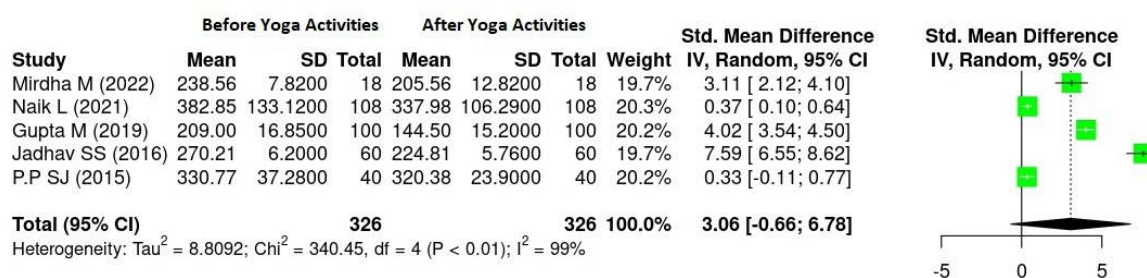 Before Yoga Activities After Yoga Activities
Std. Mean Difference Std. Mean Difference
Study Mean SD Total Mean SD Total Weight IV, Random, 95% CI IV, Random, 95% CI
Mirdha M (2022) 238.56 7.8200 18 205.56 12.8200 18 19.7% 3.11 [ 2.12; 4.10]
Naik L (2021) 382.85 133.1200 108 337.98 106.2900 108 20.3% 0.37 [ 0.10; 0.64]
Gupta M (2019) 209.00 16.8500 100 144.50 15.2000 100 20.2% 4.02 [ 3.54; 4.50]
Jadhav SS (2016) 270.21 6.2000 60 224.81 5.7600 60 19.7% 7.59 [ 6.55; 8.62]
P.P SJ (2015) 330.77 37.2800 40 320.38 23.9000 40 20.2% 0.33 [-0.11; 0.77]
Total (95% CI) 326 326 100.0% 3.06 [-0.66; 6.78]
Heterogeneity: Tau² = 8.8092; Chi² = 340.45, df = 4 (P < 0.01); I² = 99%
-5 0 5